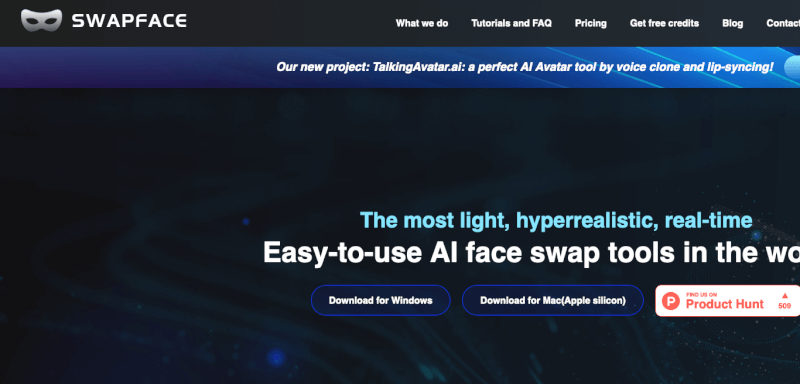 SWAPFACE
What we do Tutorials and FAQ Pricing Get free credits Blog Contact
Our new project: TalkingAvatar.ai: a perfect AI Avatar tool by voice clone and lip-syncing!
The most light, hyperrealistic, real-time
Easy-to-use AI face swap tools in the wo
Download for Windows Download for Mac(Apple silicon) P FIND US ON Product Hunt ▲ 509